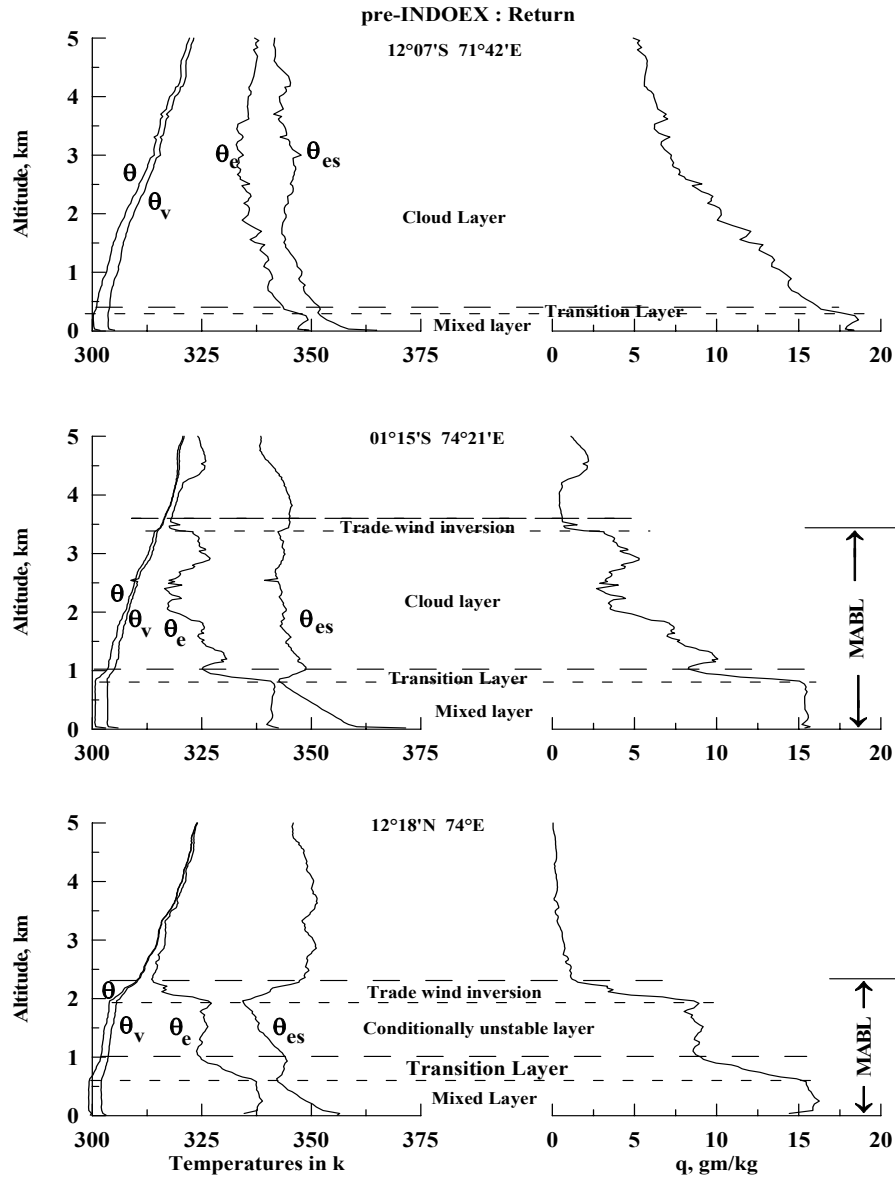 pre-INDOEX : Return
12°07'S 71°42'E
Altitude, km
5
4
3
2
1
0
θ
θv
θe
θes
Cloud Layer
Transition Layer
Mixed layer
300 325 350 375 0 5 10 15 20
01°15'S 74°21'E
Altitude, km
5
4
3
2
1
0
Trade wind inversion
θ
θv
θe
θes
Cloud layer
MABL
Transition Layer
Mixed layer
300 325 350 375 0 5 10 15 20
12°18'N 74°E
Altitude, km
5
4
3
2
1
0
θ
Trade wind inversion
θv
θe
θes
Conditionally unstable layer
MABL
Transition Layer
Mixed Layer
300 325 350 375 0 5 10 15 20
Temperatures in k q, gm/kg